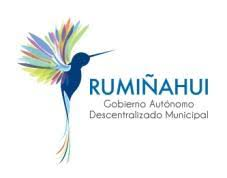 RUMIÑAHUI
Gobierno Autónomo
Descentralizado Municipal